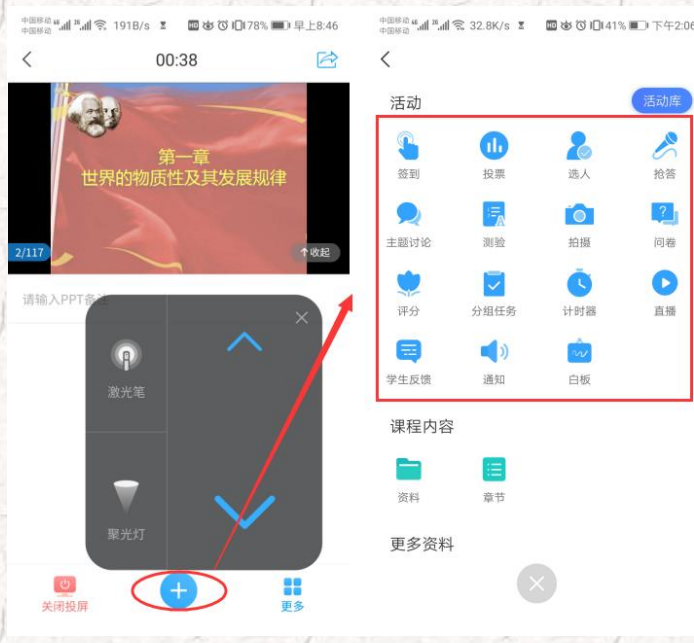 中国移动
中国移动
191B/s
HD
78%
早上8:46
00:38
第一章
世界的物质性及其发展规律
2/117
收起
请输入PPT备注
激光笔
聚光灯
关闭投屏
更多
中国移动
中国移动
32.8K/s
HD
41%
下午2:06
活动
活动库
签到 投票 选人 抢答
主题讨论 测验 拍摄 问卷
评分 分组任务 计时器 直播
学生反馈 通知 白板
课程内容
资料 章节
更多资料